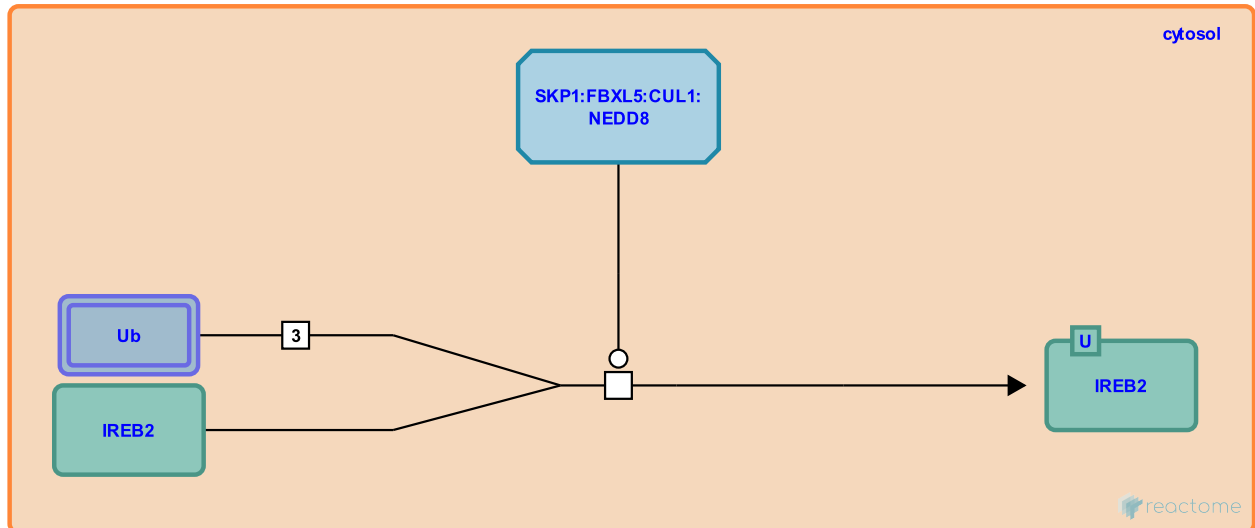 cytosol
SKP1:FBXL5:CUL1:
NEDD8
Ub
3
U
IREB2
IREB2
reactome